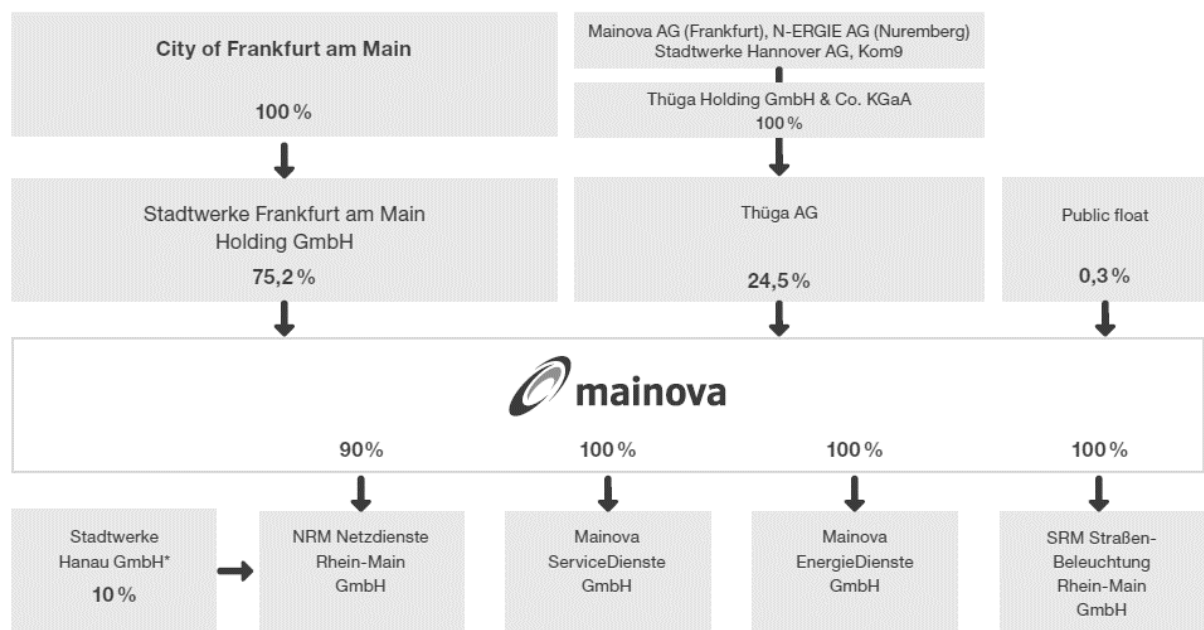 City of Frankfurt am Main
100 %
Mainova AG (Frankfurt), N-ERGIE AG (Nuremberg)
Stadtwerke Hannover AG, Kom9
Thüga Holding GmbH & Co. KGaA
100 %
Stadtwerke Frankfurt am Main
Holding GmbH
75,2 %
Thüga AG
24,5 %
Public float
0,3 %
mainova
90 %
100 %
100 %
100 %
Stadtwerke
Hanau GmbH*
10 %
NRM Netzdienste
Rhein-Main
GmbH
Mainova
ServiceDienste
GmbH
Mainova
EnergieDienste
GmbH
SRM Straßen-
Beleuchtung
Rhein-Main
GmbH